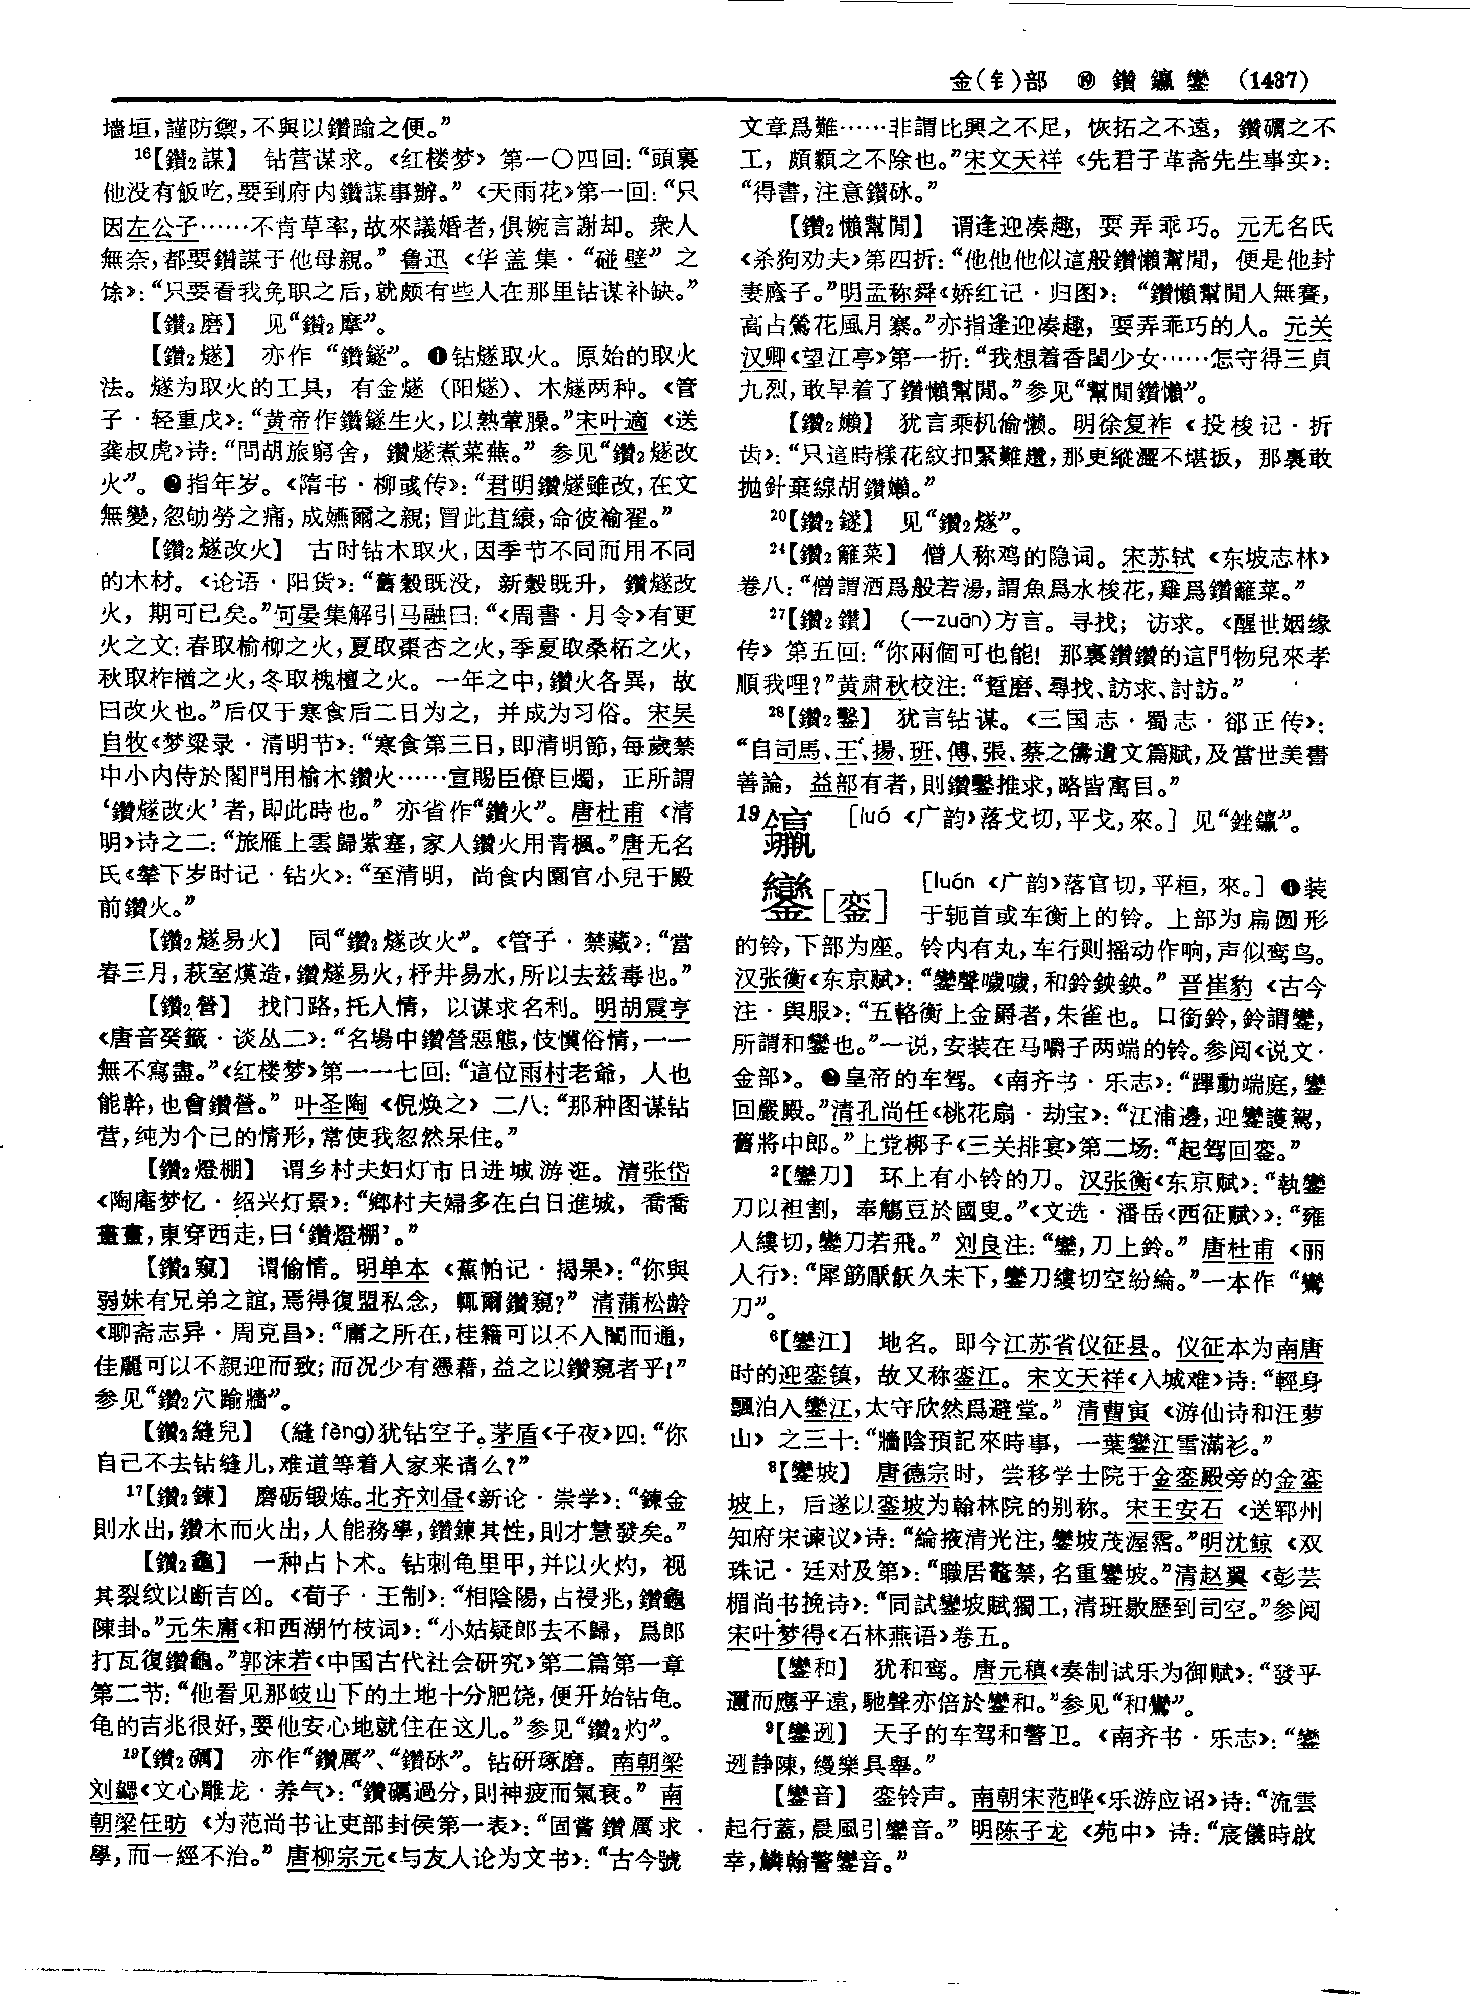 金(钅)部 ⑲ 鑽 鑸 鑾 (1437)
墻垣，謹防禦，不與以鑽踰之便。”
16【鑽2謀】 钻营谋求。《红楼梦》第一〇四回：“頭裏
他没有飯吃，要到府内鑽謀事辦。”《天雨花》第一回：“只
因左公子……不肯草率，故來議婚者，俱婉言謝却。衆人
無奈，都要鑽謀于他母親。”鲁迅《华盖集·“碰壁”之
馀》：“只要看我免职之后，就颇有些人在那里钻谋补缺。”
【鑽2磨】 见“鑽2摩”。
【鑽2燧】 亦作“鑽鐩”。❶钻燧取火。原始的取火
法。燧为取火的工具，有金燧（阳燧）、木燧两种。《管
子·轻重戊》：“黄帝作鑽鐩生火，以熟葷臊。”宋叶適《送
龚叔虎》诗：“問胡旅窮舍，鑽燧煮菜蕪。”参见“鑽2燧改
火”。❷指年岁。《隋书·柳彧传》：“君明鑽燧雖改，在文
無變，忽劬勞之痛，成嬿爾之親；冒此苴縗，命彼褕翟。”
【鑽2燧改火】 古时钻木取火，因季节不同而用不同
的木材。《论语·阳货》：“舊穀既没，新穀既升，鑽燧改
火，期可已矣。”何晏集解引马融曰：“《周書·月令》有更
火之文：春取榆柳之火，夏取棗杏之火，季夏取桑柘之火，
秋取柞楢之火，冬取槐檀之火。一年之中，鑽火各異，故
曰改火也。”后仅于寒食后二日为之，并成为习俗。宋吴
自牧《梦粱录·清明节》：“寒食第三日，即清明節，每歲禁
中小内侍於閣門用榆木鑽火……宣賜臣僚巨燭，正所謂
‘鑽燧改火’者，即此時也。”亦省作“鑽火”。唐杜甫《清
明》诗之二：“旅雁上雲歸紫塞，家人鑽火用青楓。”唐无名
氏《辇下岁时记·钻火》：“至清明，尚食内園官小兒于殿
前鑽火。”
【鑽2燧易火】 同“鑽2燧改火”。《管子·禁藏》：“當
春三月，萩室熯造，鑽燧易火，杼井易水，所以去兹毒也。”
【鑽2營】 找门路，托人情，以谋求名利。明胡震亨
《唐音癸籤·谈丛二》：“名場中鑽營惡態，忮懻俗情，一一
無不寫盡。”《红楼梦》第一一七回：“這位雨村老爺，人也
能幹，也會鑽營。”叶圣陶《倪焕之》二八：“那种图谋钻
营，纯为个己的情形，常使我忽然呆住。”
【鑽2燈棚】 谓乡村夫妇灯市日进城游逛。清张岱
《陶庵梦忆·绍兴灯景》：“鄉村夫婦多在白日進城，喬喬
畫畫，東穿西走，曰‘鑽燈棚’。”
【鑽2窺】 谓偷情。明单本《蕉帕记·揭果》：“你與
弱妹有兄弟之誼，焉得復盟私念，輒爾鑽窺？”清蒲松龄
《聊斋志异·周克昌》：“庸之所在，桂籍可以不入闈而通，
佳麗可以不親迎而致；而况少有憑藉，益之以鑽窺者乎！”
参见“鑽2穴踰牆”。
【鑽2縫兒】 （縫fèng）犹钻空子。茅盾《子夜》四：“你
自己不去钻缝儿，难道等着人家来请么？”
17【鑽2鍊】 磨砺锻炼。北齐刘昼《新论·崇学》：“鍊金
則水出，鑽木而火出，人能務學，鑽鍊其性，則才慧發矣。”
【鑽2龜】 一种占卜术。钻刺龟里甲，并以火灼，视
其裂纹以断吉凶。《荀子·王制》：“相陰陽，占祲兆，鑽龜
陳卦。”元朱庸《和西湖竹枝词》：“小姑疑郎去不歸，爲郎
打瓦復鑽龜。”郭沫若《中国古代社会研究》第二篇第一章
第二节：“他看见那岐山下的土地十分肥饶，便开始钻龟。
龟的吉兆很好，要他安心地就住在这儿。”参见“鑽2灼”。
19【鑽2礪】 亦作“鑽厲”、“鑽砅”。钻研琢磨。南朝梁
刘勰《文心雕龙·养气》：“鑽礪過分，則神疲而氣衰。”南
朝梁任昉《为范尚书让吏部封侯第一表》：“固嘗鑽厲求
學，而一經不治。”唐柳宗元《与友人论为文书》：“古今號
文章爲難……非謂比興之不足，恢拓之不遠，鑽礪之不
工，頗纇之不除也。”宋文天祥《先君子革斋先生事实》：
“得書，注意鑽砅。”
【鑽2懶幫閒】 谓逢迎凑趣，耍弄乖巧。元无名氏
《杀狗劝夫》第四折：“他他他似這般鑽懶幫閒，便是他封
妻廕子。”明孟称舜《娇红记·归图》：“鑽懶幫閒人無賽，
高占鶯花風月寨。”亦指逢迎凑趣，耍弄乖巧的人。元关
汉卿《望江亭》第一折：“我想着香閨少女……怎守得三貞
九烈，敢早着了鑽懶幫閒。”参见“幫閒鑽懶”。
【鑽2嬾】 犹言乘机偷懒。明徐复祚《投梭记·折
齿》：“只這時樣花紋扣緊難趲，那更縱澀不堪扳，那裏敢
抛針棄線胡鑽嬾。”
20【鑽2鐩】 见“鑽2燧”。
24【鑽2籬菜】 僧人称鸡的隐词。宋苏轼《东坡志林》
卷八：“僧謂酒爲般若湯，謂魚爲水梭花，雞爲鑽籬菜。”
27【鑽2鑽】 （—zuān）方言。寻找；访求。《醒世姻缘
传》第五回：“你兩個可也能！那裏鑽鑽的這門物兒來孝
順我哩？”黄肃秋校注：“踅磨、尋找、訪求、討訪。”
28【鑽2鑿】 犹言钻谋。《三国志·蜀志·郤正传》：
“自司馬、王、揚、班、傅、張、蔡之儔遺文篇賦，及當世美書
善論，益部有者，則鑽鑿推求，略皆寓目。”
19鑸 [luó 《广韵》落戈切，平戈，來。] 见“銼鑸”。
鑾[銮] [luán 《广韵》落官切，平桓，來。] ❶装
于轭首或车衡上的铃。上部为扁圆形
的铃，下部为座。铃内有丸，车行则摇动作响，声似鸾鸟。
汉张衡《东京赋》：“鑾聲噦噦，和鈴鉠鉠。”晋崔豹《古今
注·舆服》：“五輅衡上金爵者，朱雀也。口銜鈴，鈴謂鑾，
所謂和鑾也。”一说，安装在马嚼子两端的铃。参阅《说文·
金部》。❷皇帝的车驾。《南齐书·乐志》：“蹕動端庭，鑾
回嚴殿。”清孔尚任《桃花扇·劫宝》：“江浦邊，迎鑾護駕，
舊將中郎。”上党梆子《三关排宴》第二场：“起驾回銮。”
2【鑾刀】 环上有小铃的刀。汉张衡《东京赋》：“執鑾
刀以袒割，奉觴豆於國叟。”《文选·潘岳〈西征赋〉》：“雍
人縷切，鑾刀若飛。”刘良注：“鑾，刀上鈴。”唐杜甫《丽
人行》：“犀筯厭飫久未下，鑾刀縷切空紛綸。”一本作“鸞
刀”。
6【鑾江】 地名。即今江苏省仪征县。仪征本为南唐
时的迎銮镇，故又称銮江。宋文天祥《入城难》诗：“輕身
飄泊入鑾江，太守欣然爲避堂。”清曹寅《游仙诗和汪萝
山》之三十：“牆陰預記來時事，一葉鑾江雪滿衫。”
8【鑾坡】 唐德宗时，尝移学士院于金銮殿旁的金銮
坡上，后遂以銮坡为翰林院的别称。宋王安石《送郓州
知府宋谏议》诗：“綸掖清光注，鑾坡茂渥霑。”明沈鲸《双
珠记·廷对及第》：“職居鼇禁，名重鑾坡。”清赵翼《彭芸
楣尚书挽诗》：“同試鑾坡賦獨工，清班敭歷到司空。”参阅
宋叶梦得《石林燕语》卷五。
【鑾和】 犹和鸾。唐元稹《奏制试乐为御赋》：“發乎
邇而應乎遠，馳聲亦倍於鑾和。”参见“和鸞”。
9【鑾迾】 天子的车驾和警卫。《南齐书·乐志》：“鑾
迾静陳，縵樂具舉。”
【鑾音】 銮铃声。南朝宋范晔《乐游应诏》诗：“流雲
起行蓋，晨風引鑾音。”明陈子龙《苑中》诗：“宸儀時啟
幸，鱗翰警鑾音。”